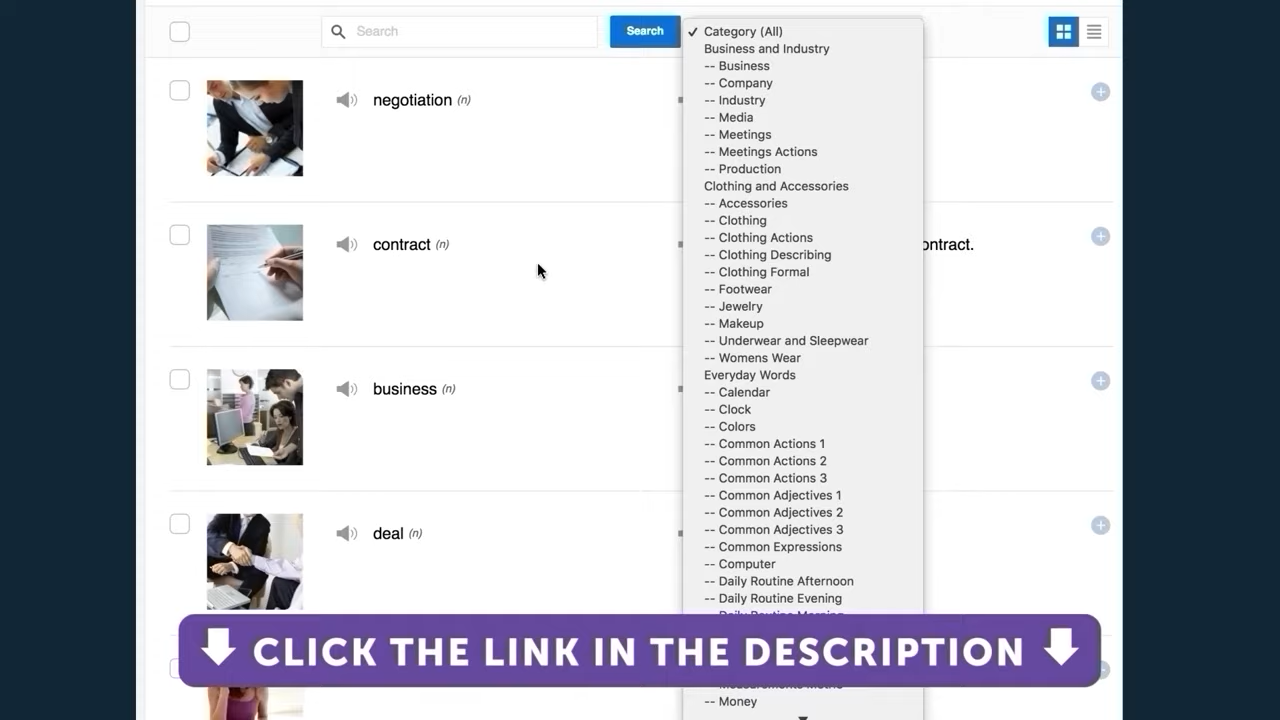 Search
Search
✓ Category (All)
Business and Industry
-- Business
-- Company
-- Industry
-- Media
-- Meetings
-- Meetings Actions
-- Production
Clothing and Accessories
-- Accessories
-- Clothing
-- Clothing Actions
-- Clothing Describing
-- Clothing Formal
-- Footwear
-- Jewelry
-- Makeup
-- Underwear and Sleepwear
-- Womens Wear
Everyday Words
-- Calendar
-- Clock
-- Colors
-- Common Actions 1
-- Common Actions 2
-- Common Actions 3
-- Common Adjectives 1
-- Common Adjectives 2
-- Common Adjectives 3
-- Common Expressions
-- Computer
-- Daily Routine Afternoon
-- Daily Routine Evening
-- Daily Routine Morning
-- Money
negotiation (n)
contract (n)
ontract.
business (n)
deal (n)
CLICK THE LINK IN THE DESCRIPTION